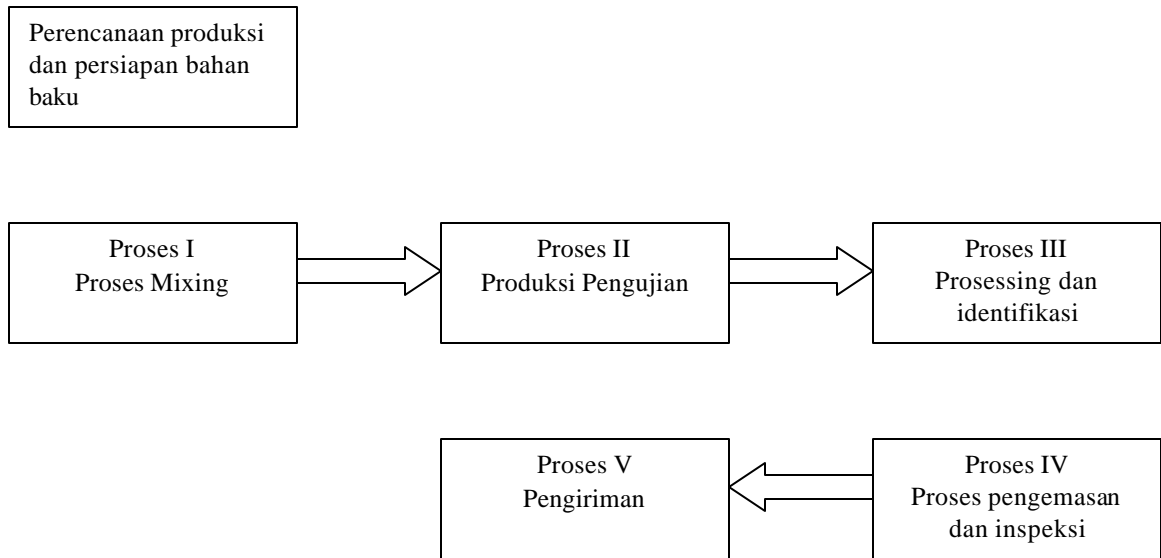 Perencanaan produksi
dan persiapan bahan
baku
Proses I
Proses Mixing
Proses II
Produksi Pengujian
Proses III
Prosessing dan
identifikasi
Proses IV
Proses pengemasan
dan inspeksi
Proses V
Pengiriman